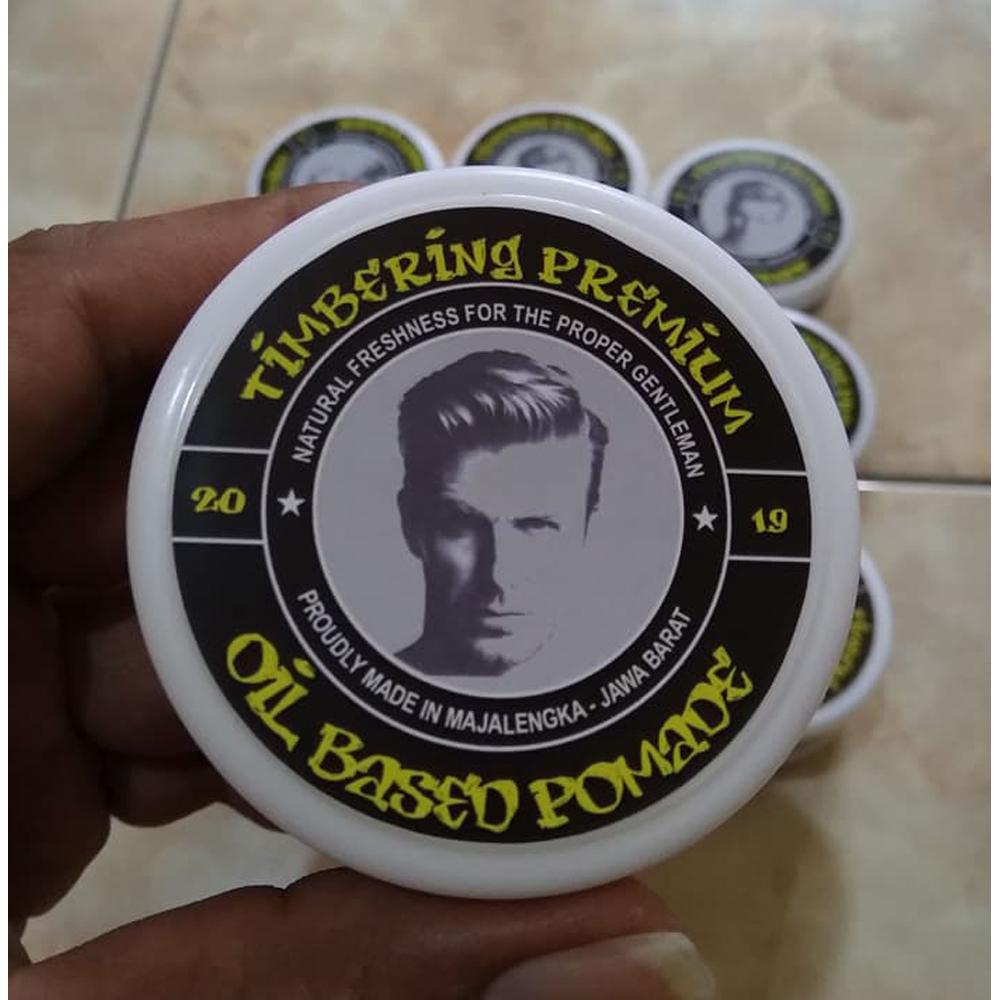 TIMBERING PREMIUM
NATURAL FRESHNESS FOR THE PROPER GENTLEMAN
20
19
PROUDLY MADE IN MAJALENGKA - JAWA BARAT
OIL BASED POMADE